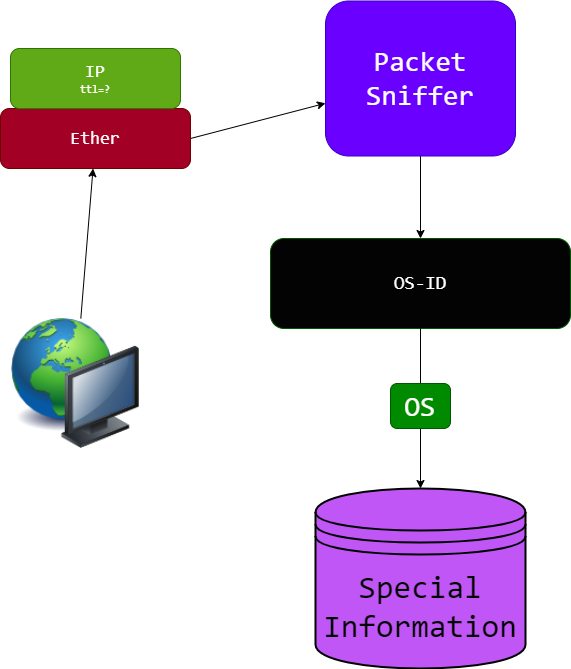 IP
ttl=?
Ether
Packet
Sniffer
OS-ID
OS
Special
Information